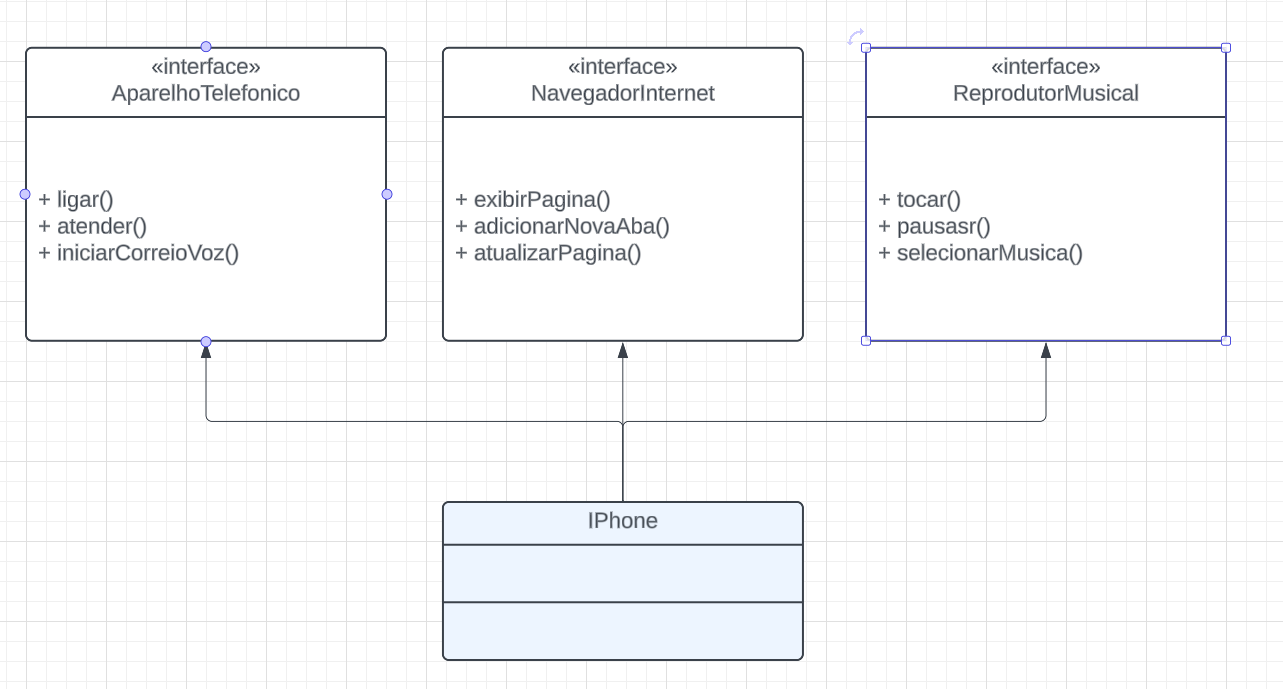 «interface»
AparelhoTelefonico
+ ligar()
+ atender()
+ iniciarCorreioVoz()
«interface»
NavegadorInternet
+ exibirPagina()
+ adicionarNovaAba()
+ atualizarPagina()
«interface»
ReprodutorMusical
+ tocar()
+ pausasr()
+ selecionarMusica()
IPhone